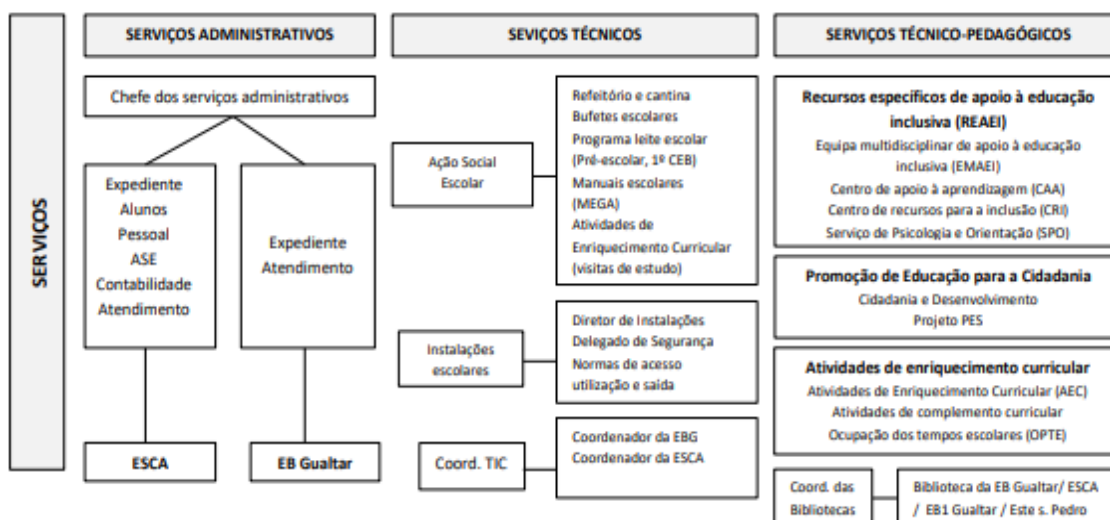 SERVIÇOS
SERVIÇOS ADMINISTRATIVOS
Chefe dos serviços administrativos
Expediente
Alunos
Pessoal
ASE
Contabilidade
Atendimento
Expediente
Atendimento
ESCA
EB Gualtar
SEVIÇOS TÉCNICOS
Ação Social
Escolar
Refeitório e cantina
Bufetes escolares
Programa leite escolar
(Pré-escolar, 1º CEB)
Manuais escolares
(MEGA)
Atividades de
Enriquecimento Curricular
(visitas de estudo)
Instalações
escolares
Diretor de Instalações
Delegado de Segurança
Normas de acesso
utilização e saída
Coord. TIC
Coordenador da EBG
Coordenador da ESCA
SERVIÇOS TÉCNICO-PEDAGÓGICOS
Recursos específicos de apoio à educação
inclusiva (REAEI)
Equipa multidisciplinar de apoio à educação
inclusiva (EMAEI)
Centro de apoio à aprendizagem (CAA)
Centro de recursos para a inclusão (CRI)
Serviço de Psicologia e Orientação (SPO)
Promoção de Educação para a Cidadania
Cidadania e Desenvolvimento
Projeto PES
Atividades de enriquecimento curricular
Atividades de Enriquecimento Curricular (AEC)
Atividades de complemento curricular
Ocupação dos tempos escolares (OPTE)
Coord. das
Bibliotecas
Biblioteca da EB Gualtar/ ESCA
/ EB1 Gualtar / Este s. Pedro